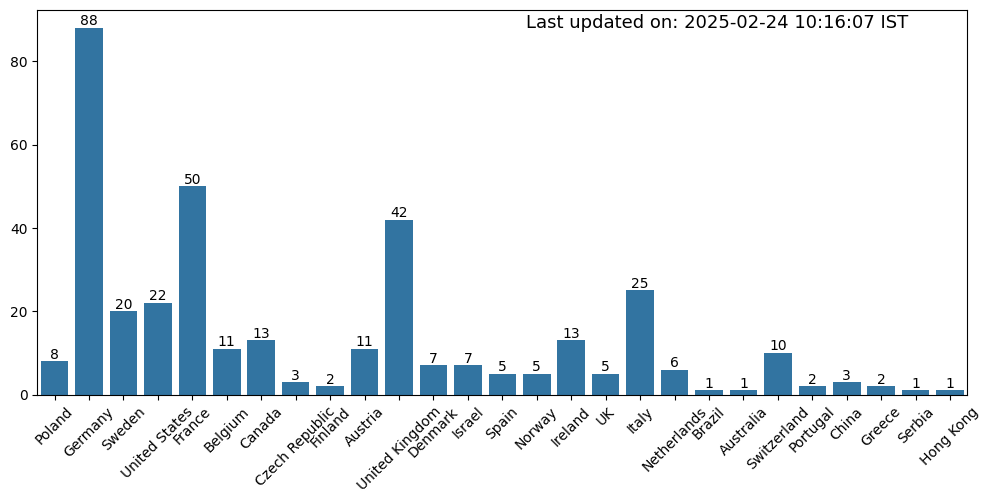 Last updated on: 2025-02-24 10:16:07 IST
80
60
40
20
0
8
88
20
22
50
11
13
3
2
11
42
7
7
5
5
13
5
25
6
1
1
10
2
3
2
1
1
Poland
Germany
Sweden
United States
France
Belgium
Canada
Czech Republic
Finland
Austria
United Kingdom
Denmark
Israel
Spain
Norway
Ireland
UK
Italy
Netherlands
Brazil
Australia
Switzerland
Portugal
China
Greece
Serbia
Hong Kong